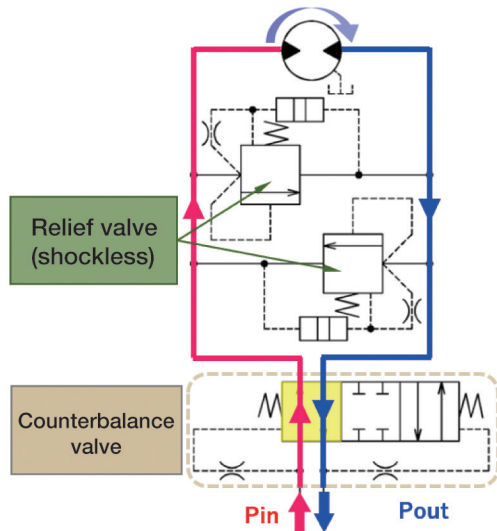 Relief valve
(shockless)
Counterbalance
valve
Pin
Pout